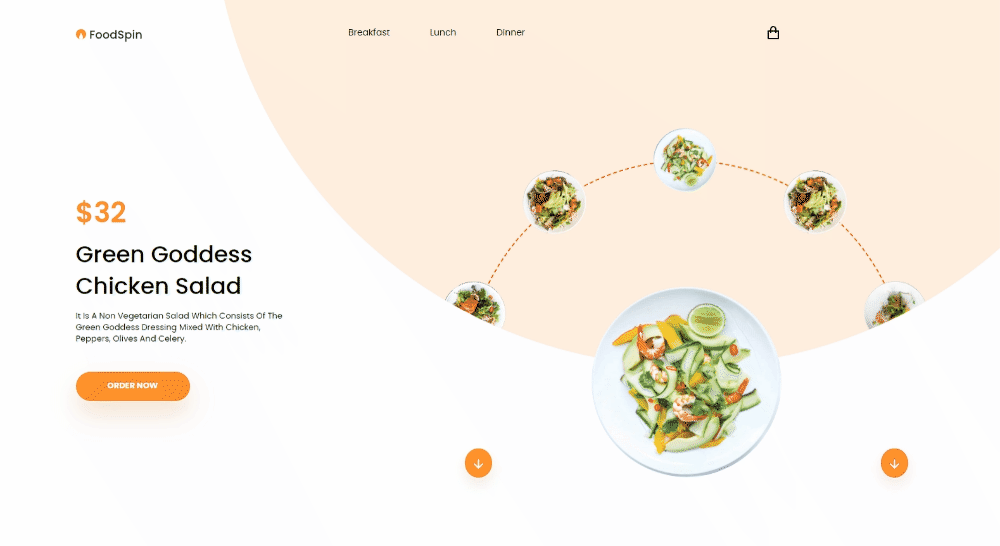 FoodSpin
Breakfast
Lunch
Dinner
$32
Green Goddess
Chicken Salad
It Is A Non Vegetarian Salad Which Consists Of The
Green Goddess Dressing Mixed With Chicken,
Peppers, Olives And Celery.
ORDER NOW